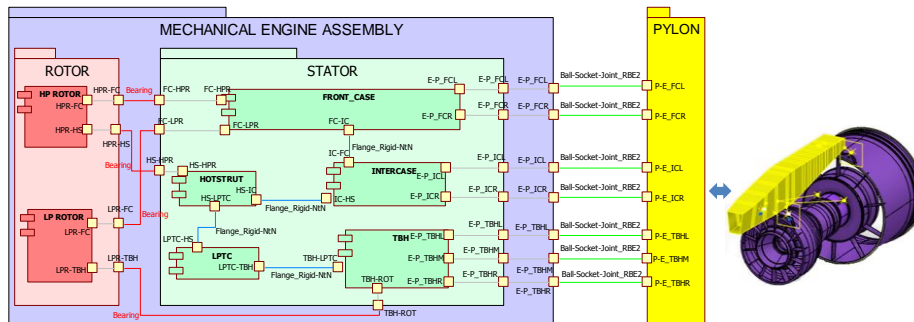 MECHANICAL ENGINE ASSEMBLY
PYLON
ROTOR
STATOR
HP ROTOR
HPR-FC
HPR-FC
Bearing
FC-HPR
FC-HPR
FRONT_CASE
E-P_FCL
E-P_FCL
E-P_FCL
Ball-Socket-Joint_RBE2
P-E_FCL
HPR-HS
HPR-HS
FC-LPR
FC-LPR
FC-IC
E-P_FCR
E-P_FCR
E-P_FCR
Ball-Socket-Joint_RBE2
P-E_FCR
Bearing
Flange_Rigid-NtN
HS-HPR
HS-HPR
IC-FC
E-P_ICL
E-P_ICL
E-P_ICL
Ball-Socket-Joint_RBE2
P-E_ICL
HOTSTRUT
INTERCASE
E-P_ICL
HS-IC
HS-LPTC
IC-HS
E-P_ICR
E-P_ICR
E-P_ICR
Ball-Socket-Joint_RBE2
P-E_ICR
Flange_Rigid-NtN
LP ROTOR
LPR-FC
LPR-FC
Bearing
Flange_Rigid-NtN
LPTC-HS
LPTC
LPTC-TBH
Flange_Rigid-NtN
TBH-LPTC
TBH
E-P_TBHL
E-P_TBHL
E-P_TBHL
Ball-Socket-Joint_RBE2
P-E_TBHL
E-P_TBHM
E-P_TBHM
Ball-Socket-Joint_RBE2
P-E_TBHM
LPR-TBH
LPR-TBH
TBH-ROT
E-P_TBHR
E-P_TBHR
E-P_TBHM
Ball-Socket-Joint_RBE2
P-E_TBHR
E-P_TBHR
Bearing
TBH-ROT